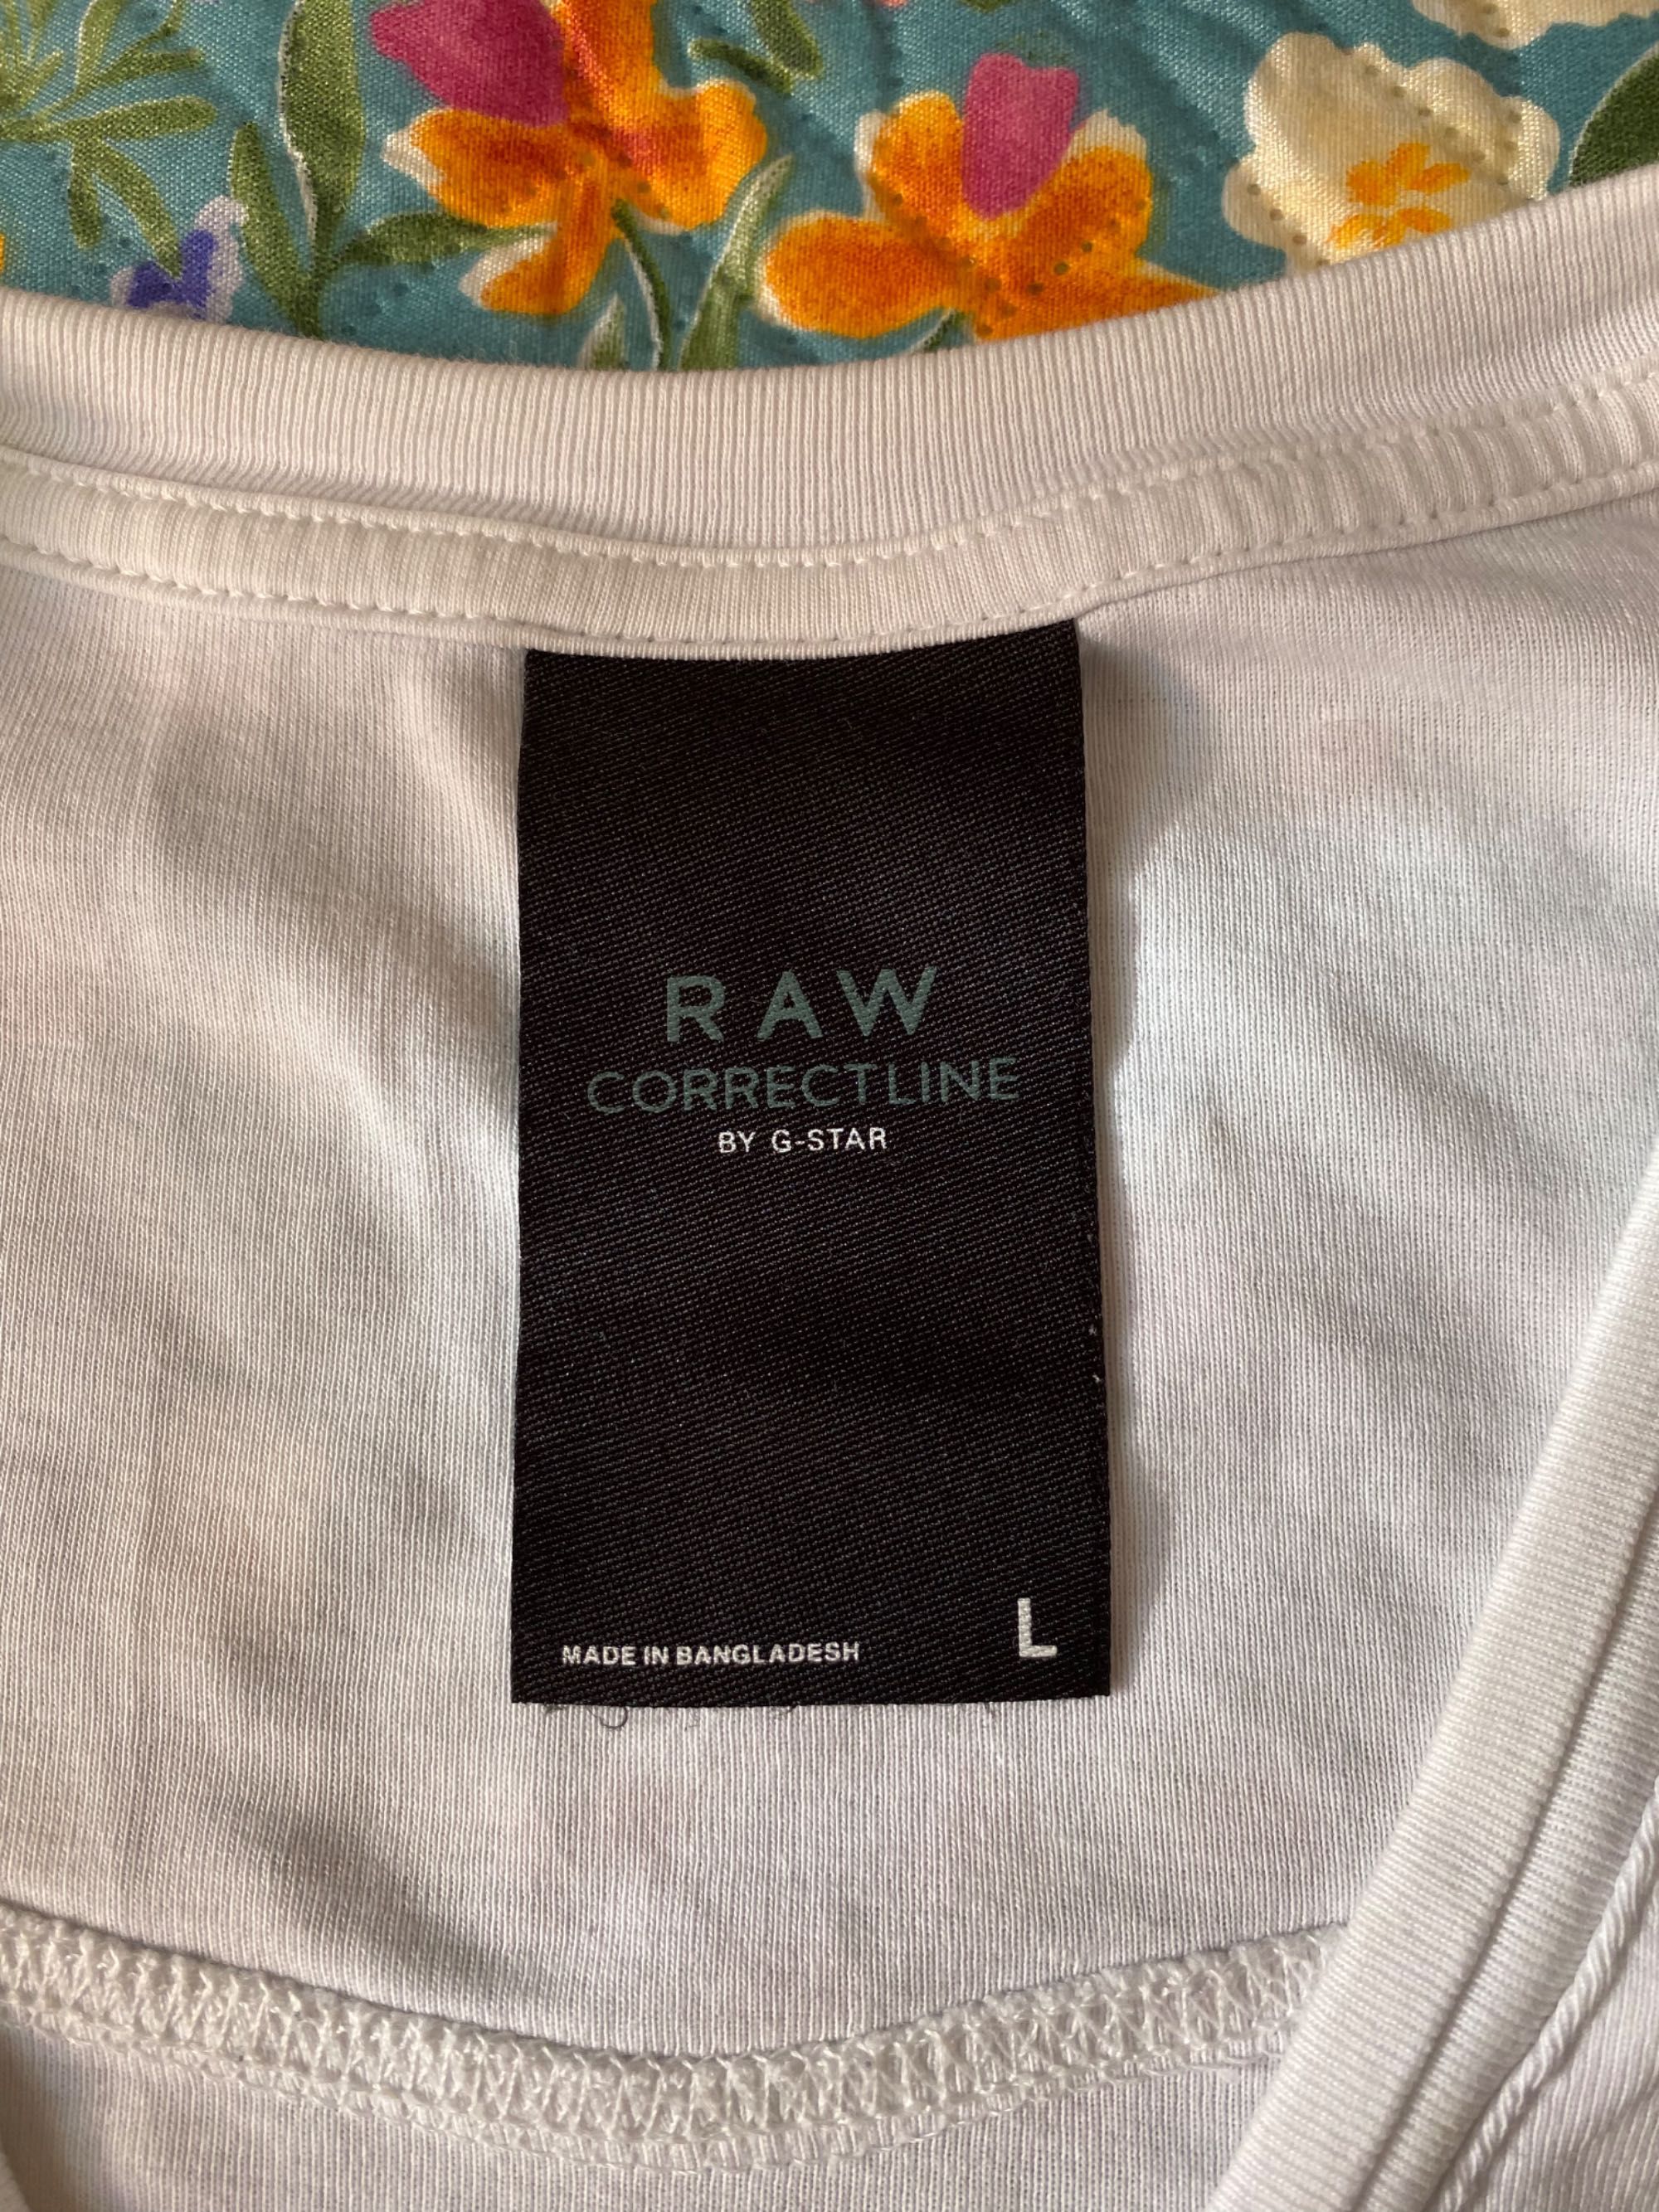 RAW
CORRECTLINE
BY G-STAR
MADE IN BANGLADESH
L